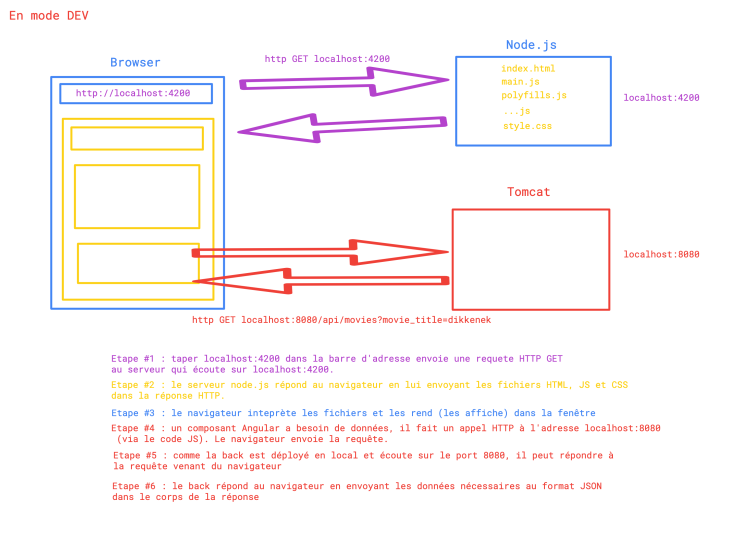 En mode DEV
Browser
http://localhost:4200
http GET localhost:4200
Node.js
index.html
main.js
polyfills.js
...js
style.css
localhost:4200
Tomcat
localhost:8080
http GET localhost:8080/api/movies?movie_title=dikkenek
Etape #1 : taper localhost:4200 dans la barre d'adresse envoie une requete HTTP GET
au serveur qui écoute sur localhost:4200.
Etape #2 : le serveur node.js répond au navigateur en lui envoyant les fichiers HTML, JS et CSS
dans la réponse HTTP.
Etape #3 : le navigateur inteprète les fichiers et les rend (les affiche) dans la fenêtre
Etape #4 : un composant Angular a besoin de données, il fait un appel HTTP à l'adresse localhost:8080
(via le code JS). Le navigateur envoie la requête.
Etape #5 : comme la back est déployé en local et écoute sur le port 8080, il peut répondre à
la requête venant du navigateur
Etape #6 : le back répond au navigateur en envoyant les données nécessaires au format JSON
dans le corps de la réponse